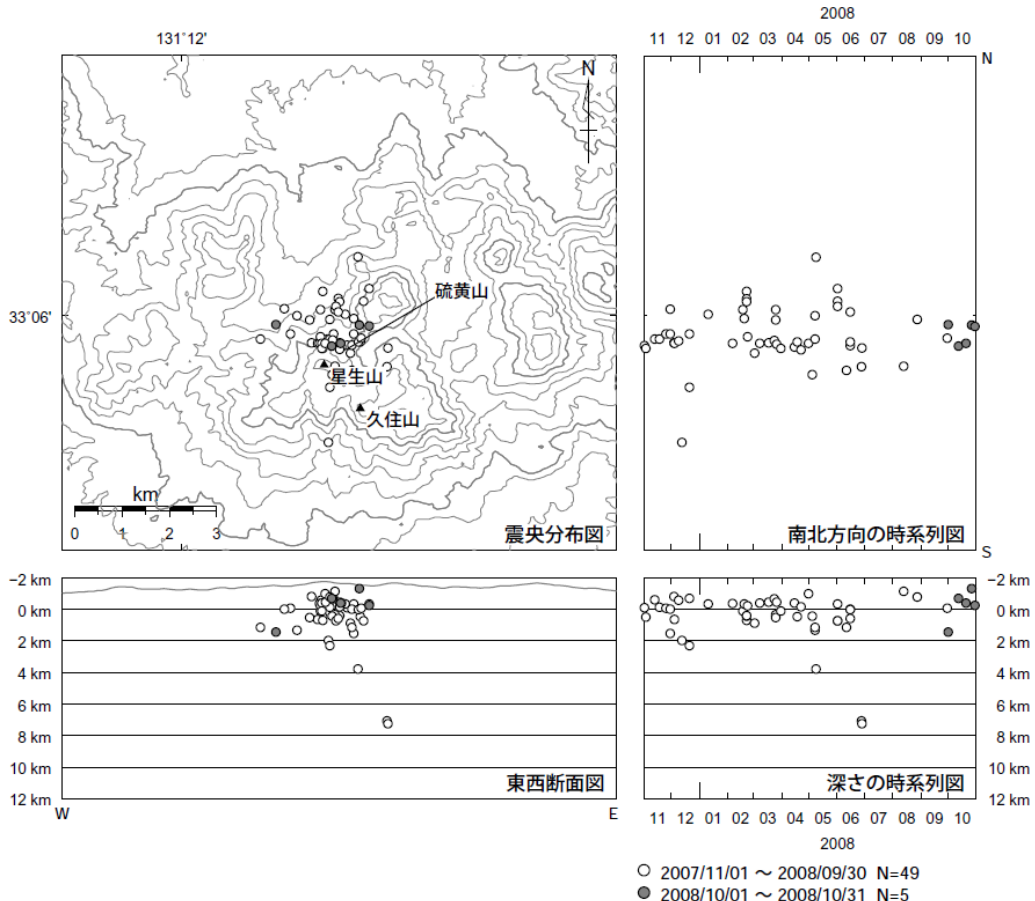 2008
131°12'
11 12 01 02 03 04 05 06 07 08 09 10
N
N
硫黄山
33°06'
星生山
久住山
km
0 1 2 3
震央分布図
南北方向の時系列図
S
−2 km
−2 km
0 km
0 km
2 km
2 km
4 km
4 km
6 km
6 km
8 km
8 km
10 km
10 km
東西断面図
深さの時系列図
12 km
12 km
W
E
11 12 01 02 03 04 05 06 07 08 09 10
2008
2007/11/01 ～ 2008/09/30 N=49
2008/10/01 ～ 2008/10/31 N=5